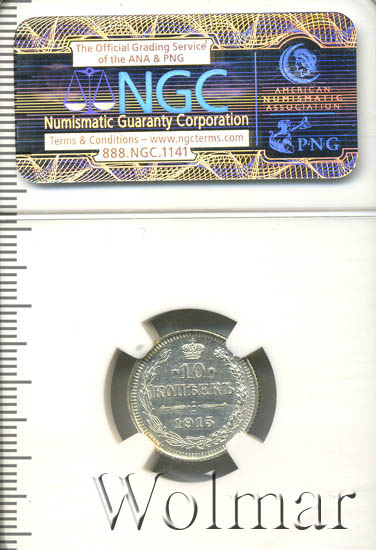 The Official Grading Service
of the ANA & PNG
NGC
Numismatic Guaranty Corporation
Terms & Conditions – www.ngcterms.com
888.NGC.1141
AMERICAN
NUMISMATIC
ASSOCIATION
PNG
10
КОПѢЕКЪ
1915
Wolmar